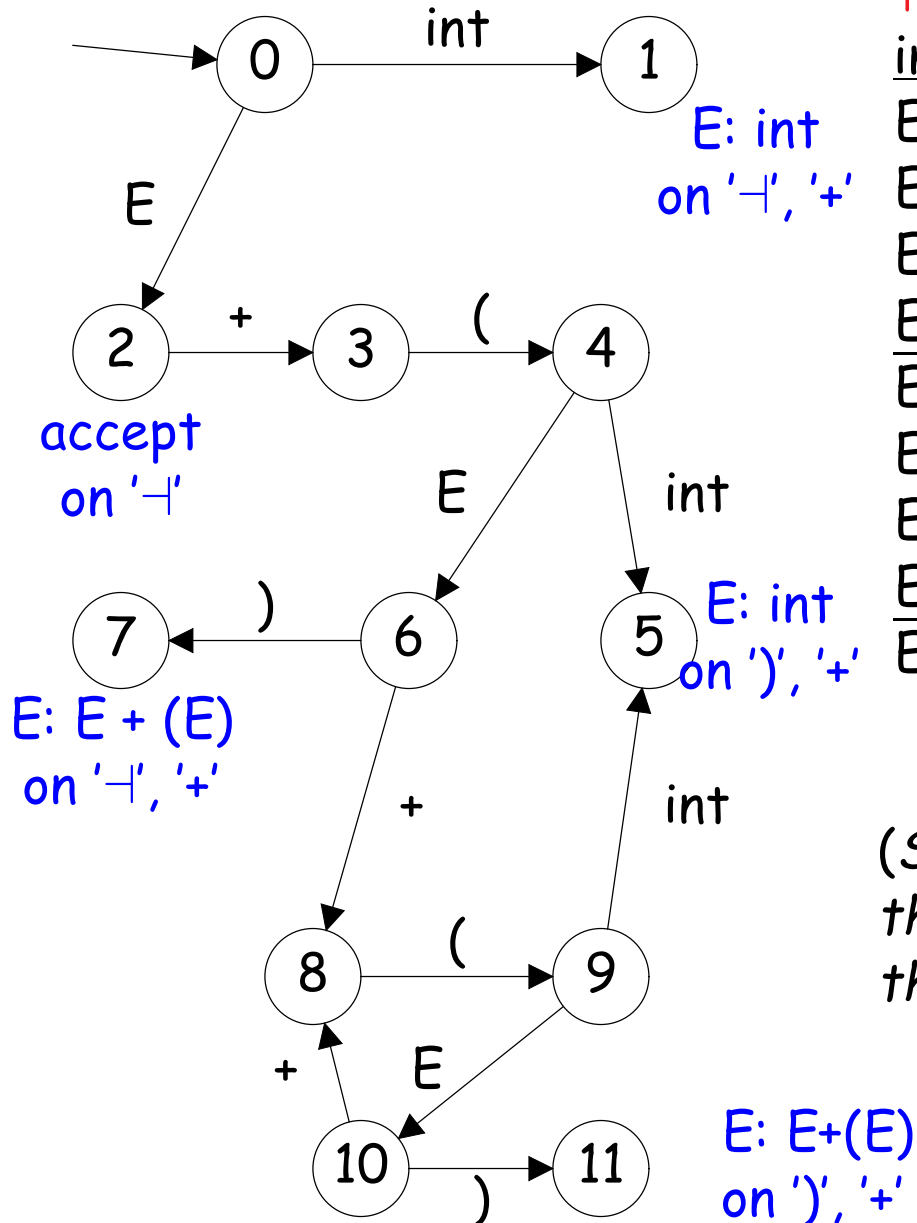 int
0
1
E: int
on '⊣', '+'
E
+
(
2
3
4
accept
on '⊣'
E
int
)
7
6
5
E: int
on ')', '+'
E: E + (E)
on '⊣', '+'
+
int
(
8
9
+
E
10
11
)
E: E+(E)
on ')', '+'
E
E
E
E
E
E
E
E
E